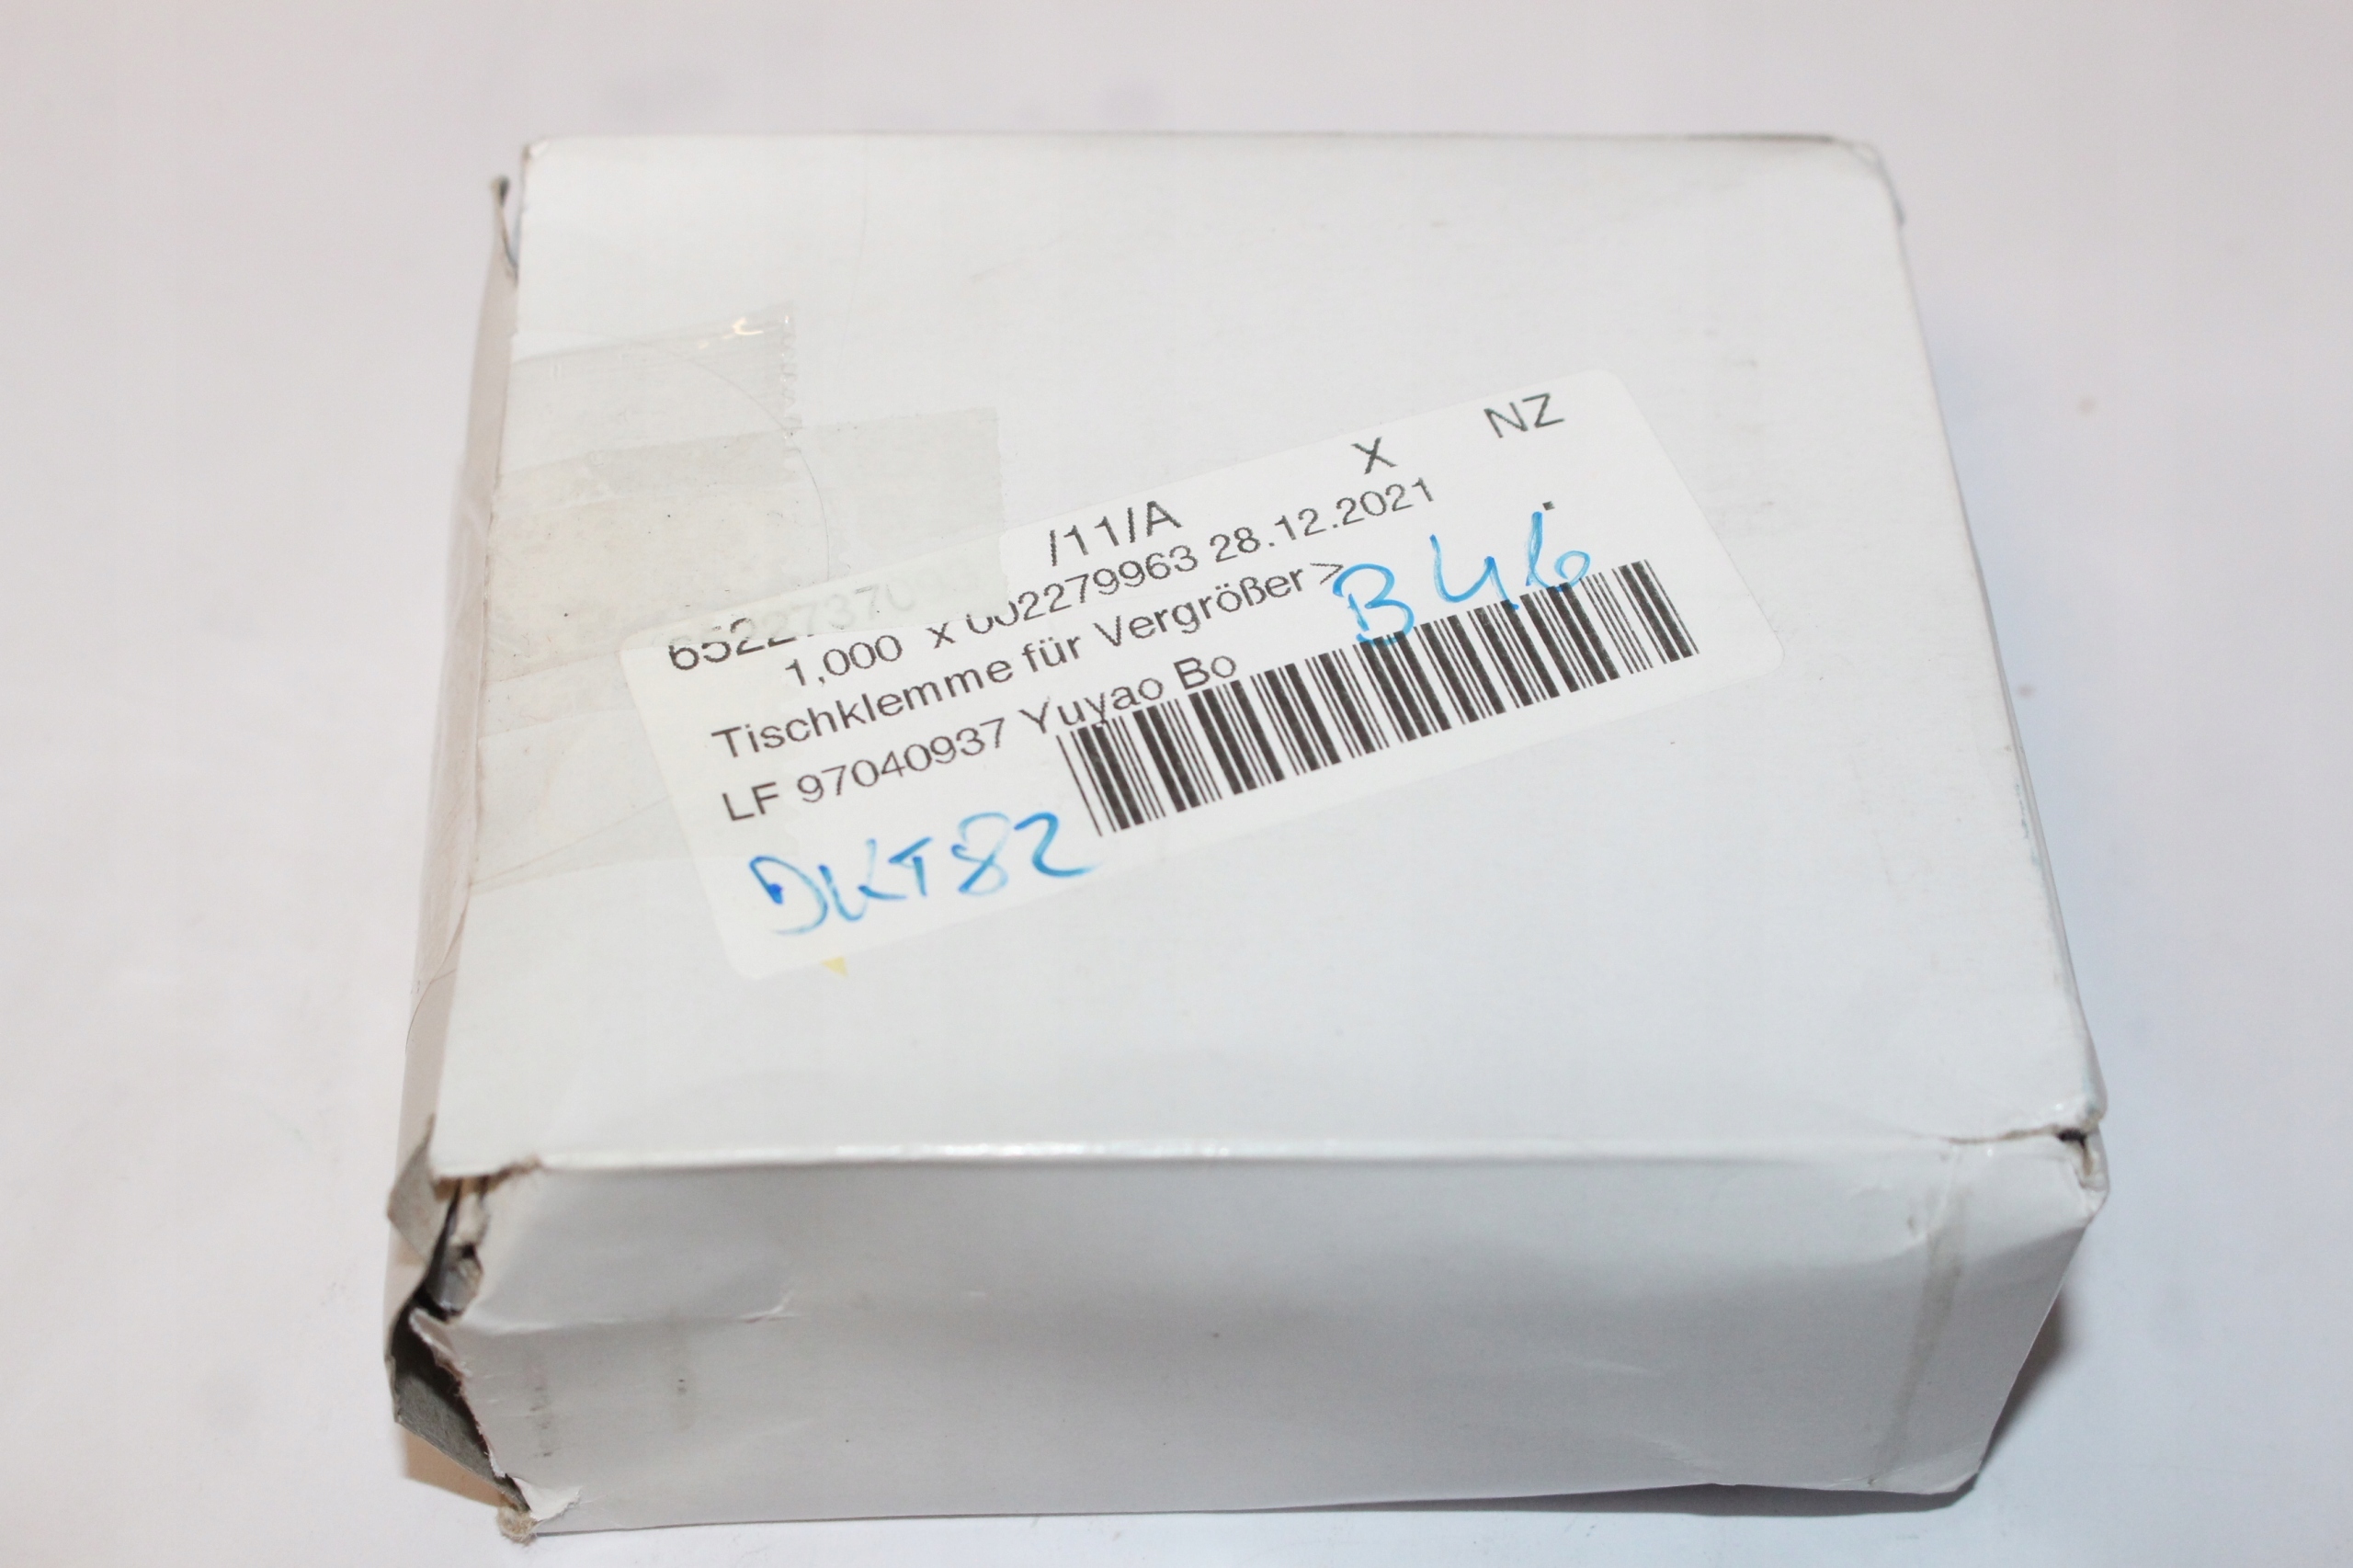 /11/A X NZ
1,000 x 002279963 28.12.2021
Tischklemme für Vergrößer>
B46
LF 97040937 Yuyao Bo
DKT82